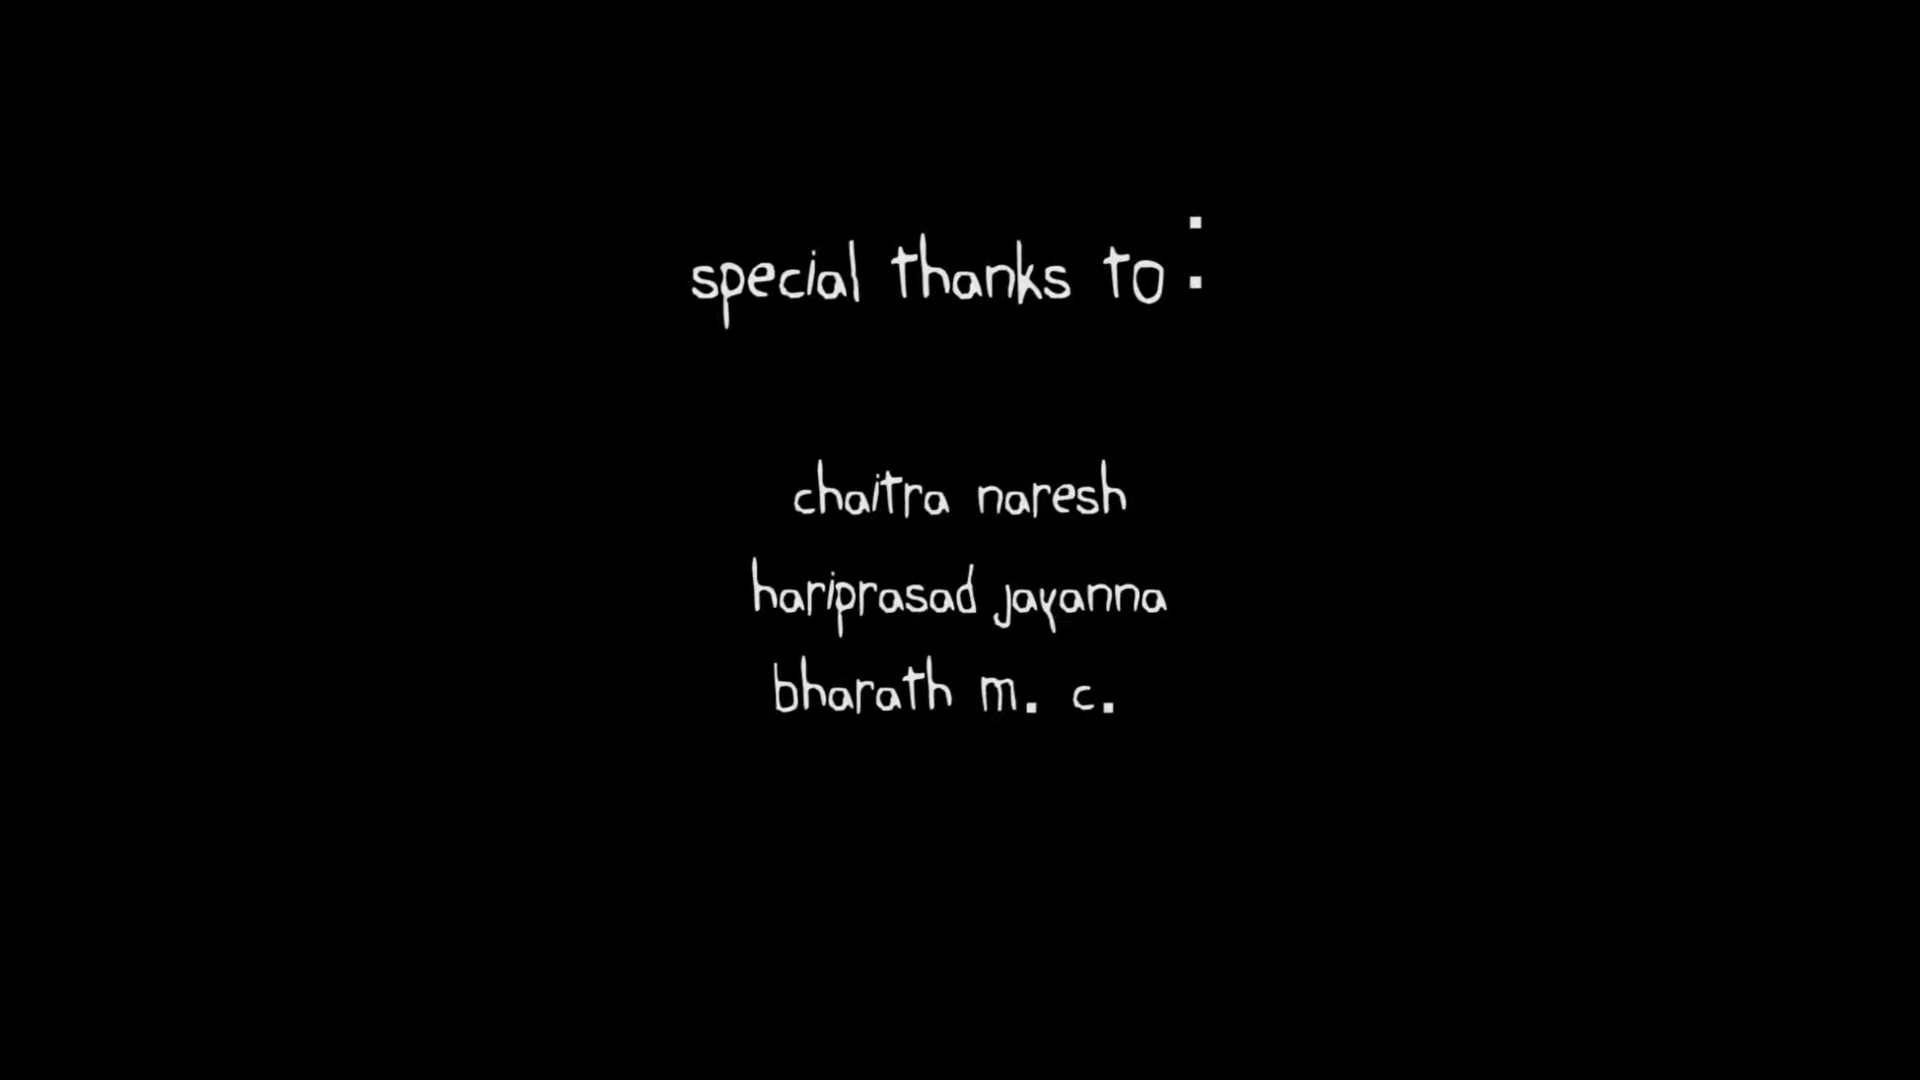 special thanks to :
chaitra naresh
hariprasad jayanna
bharath m. c.